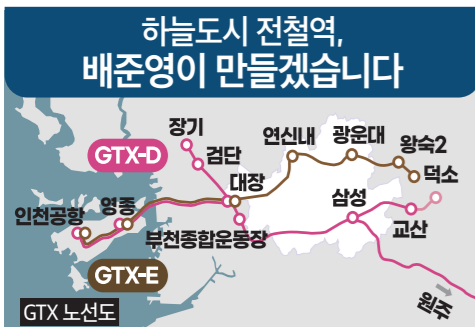 하늘도시 전철역,
배준영이 만들겠습니다
장기
GTX-D
검단
연신내
광운대
왕숙2
덕소
대장
삼성
인천공항
영종
교산
부천종합운동장
GTX-E
GTX 노선도
원주